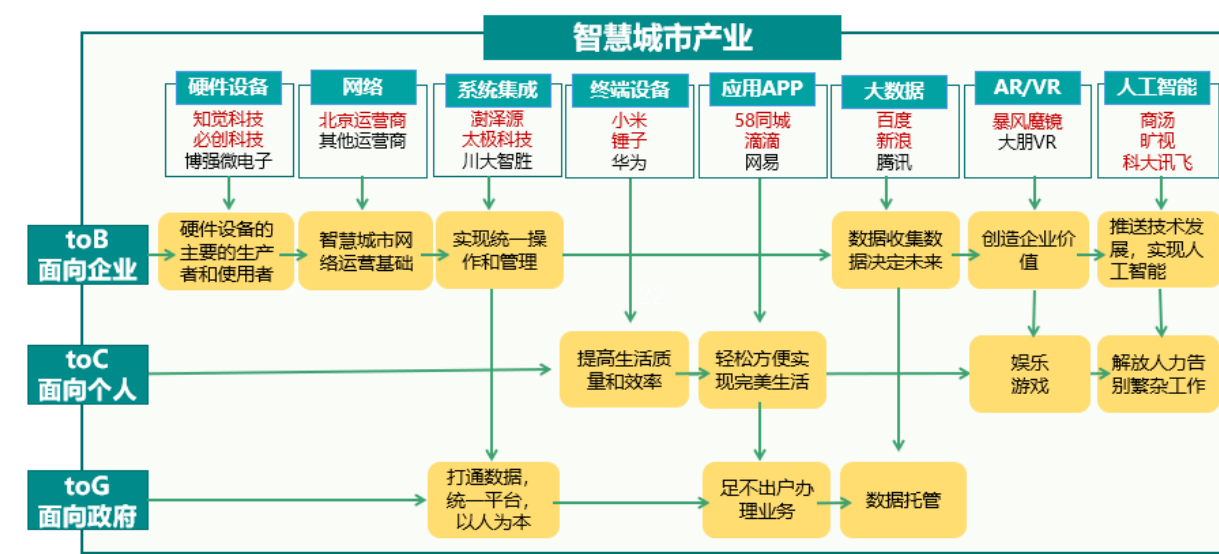 智慧城市产业
硬件设备
知觉科技
必创科技
博强微电子
网络
北京运营商
其他运营商
系统集成
澍泽源
太极科技
川大智胜
终端设备
小米
锤子
华为
应用APP
58同城
滴滴
网易
大数据
百度
新浪
腾讯
AR/VR
暴风魔镜
大朋VR
人工智能
商汤
旷视
科大讯飞
toB
面向企业
硬件设备的
主要的生产
者和使用者
智慧城市网
络运营基础
实现统一操
作和管理
数据收集数
据决定未来
创造企业价
值
推送技术发
展，实现人
工智能
toC
面向个人
提高生活质
量和效率
轻松方便实
现完美生活
娱乐
游戏
解放人力告
别繁杂工作
toG
面向政府
打通数据，
统一平台，
以人为本
足不出户办
理业务
数据托管